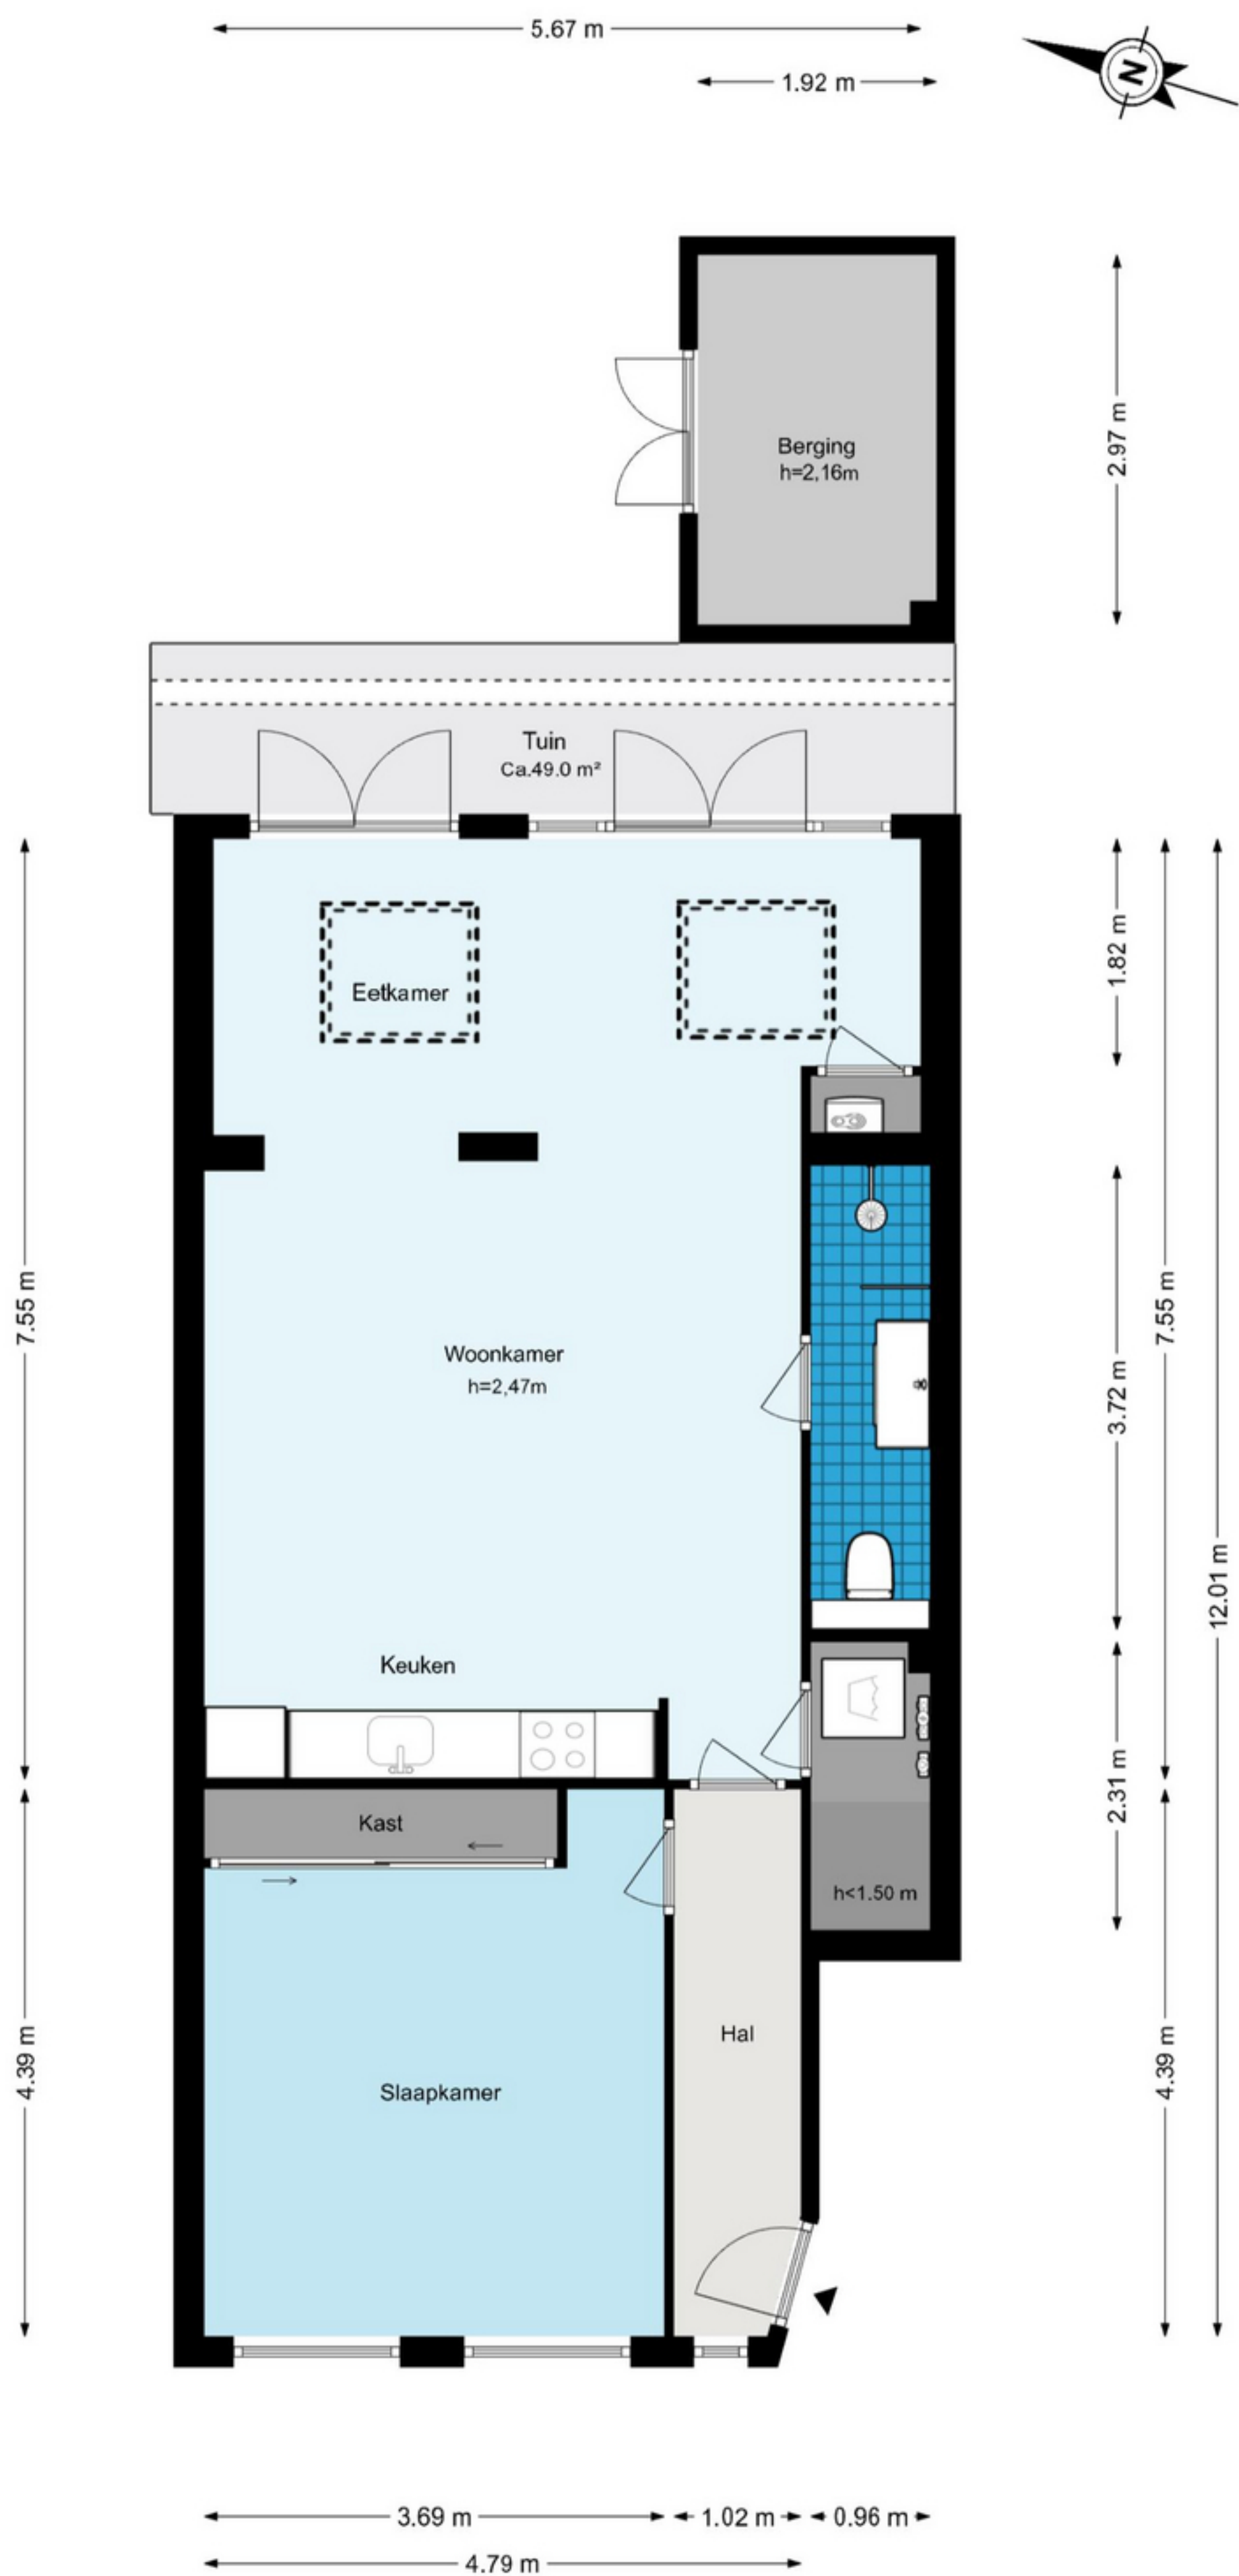 5.67 m
1.92 m
N
Berging
h=2,16m
2.97 m
Tuin
Ca.49.0 m²
Eetkamer
1.82 m
7.55 m
Woonkamer
h=2,47m
3.72 m
7.55 m
12.01 m
Keuken
Kast
2.31 m
h<1.50 m
4.39 m
Hal
4.39 m
Slaapkamer
3.69 m
1.02 m
0.96 m
4.79 m